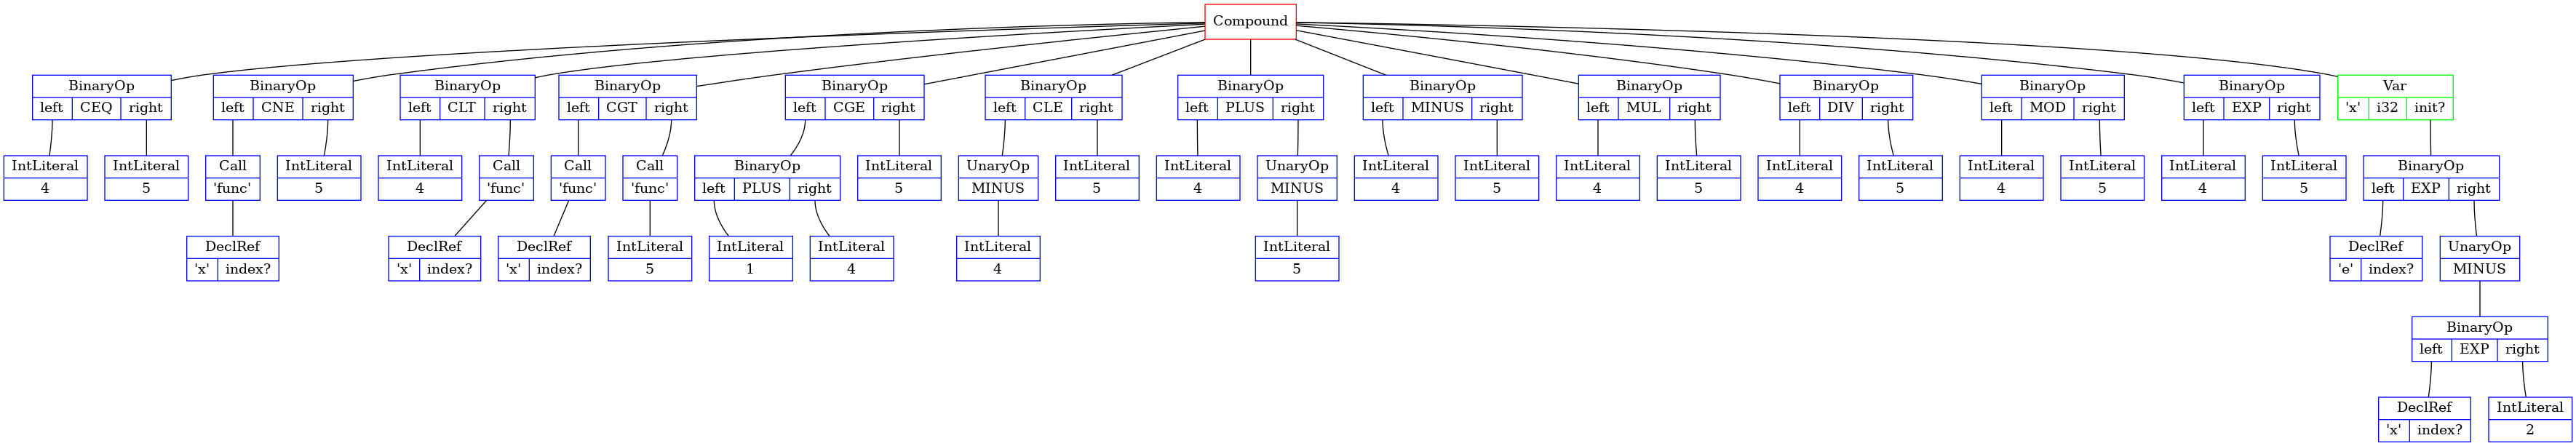 Compound
BinaryOp BinaryOp BinaryOp BinaryOp BinaryOp BinaryOp BinaryOp BinaryOp BinaryOp BinaryOp BinaryOp BinaryOp Var
left CEQ right left CNE right left CLT right left CGT right left CGE right left CLE right left PLUS right left MINUS right left MUL right left DIV right left MOD right left EXP right 'x' i32 init?
IntLiteral IntLiteral Call IntLiteral IntLiteral Call Call Call BinaryOp IntLiteral UnaryOp IntLiteral IntLiteral UnaryOp IntLiteral IntLiteral IntLiteral IntLiteral IntLiteral IntLiteral IntLiteral IntLiteral IntLiteral IntLiteral BinaryOp
4 5 'func' 5 4 'func' 'func' 'func' left PLUS right 5 MINUS 5 4 MINUS 4 5 4 5 4 5 4 5 4 5 left EXP right
DeclRef DeclRef DeclRef IntLiteral IntLiteral IntLiteral IntLiteral IntLiteral DeclRef UnaryOp
'x' index? 'x' index? 'x' index? 5 1 4 4 5 'e' index? MINUS
BinaryOp
left EXP right
DeclRef IntLiteral
'x' index? 2